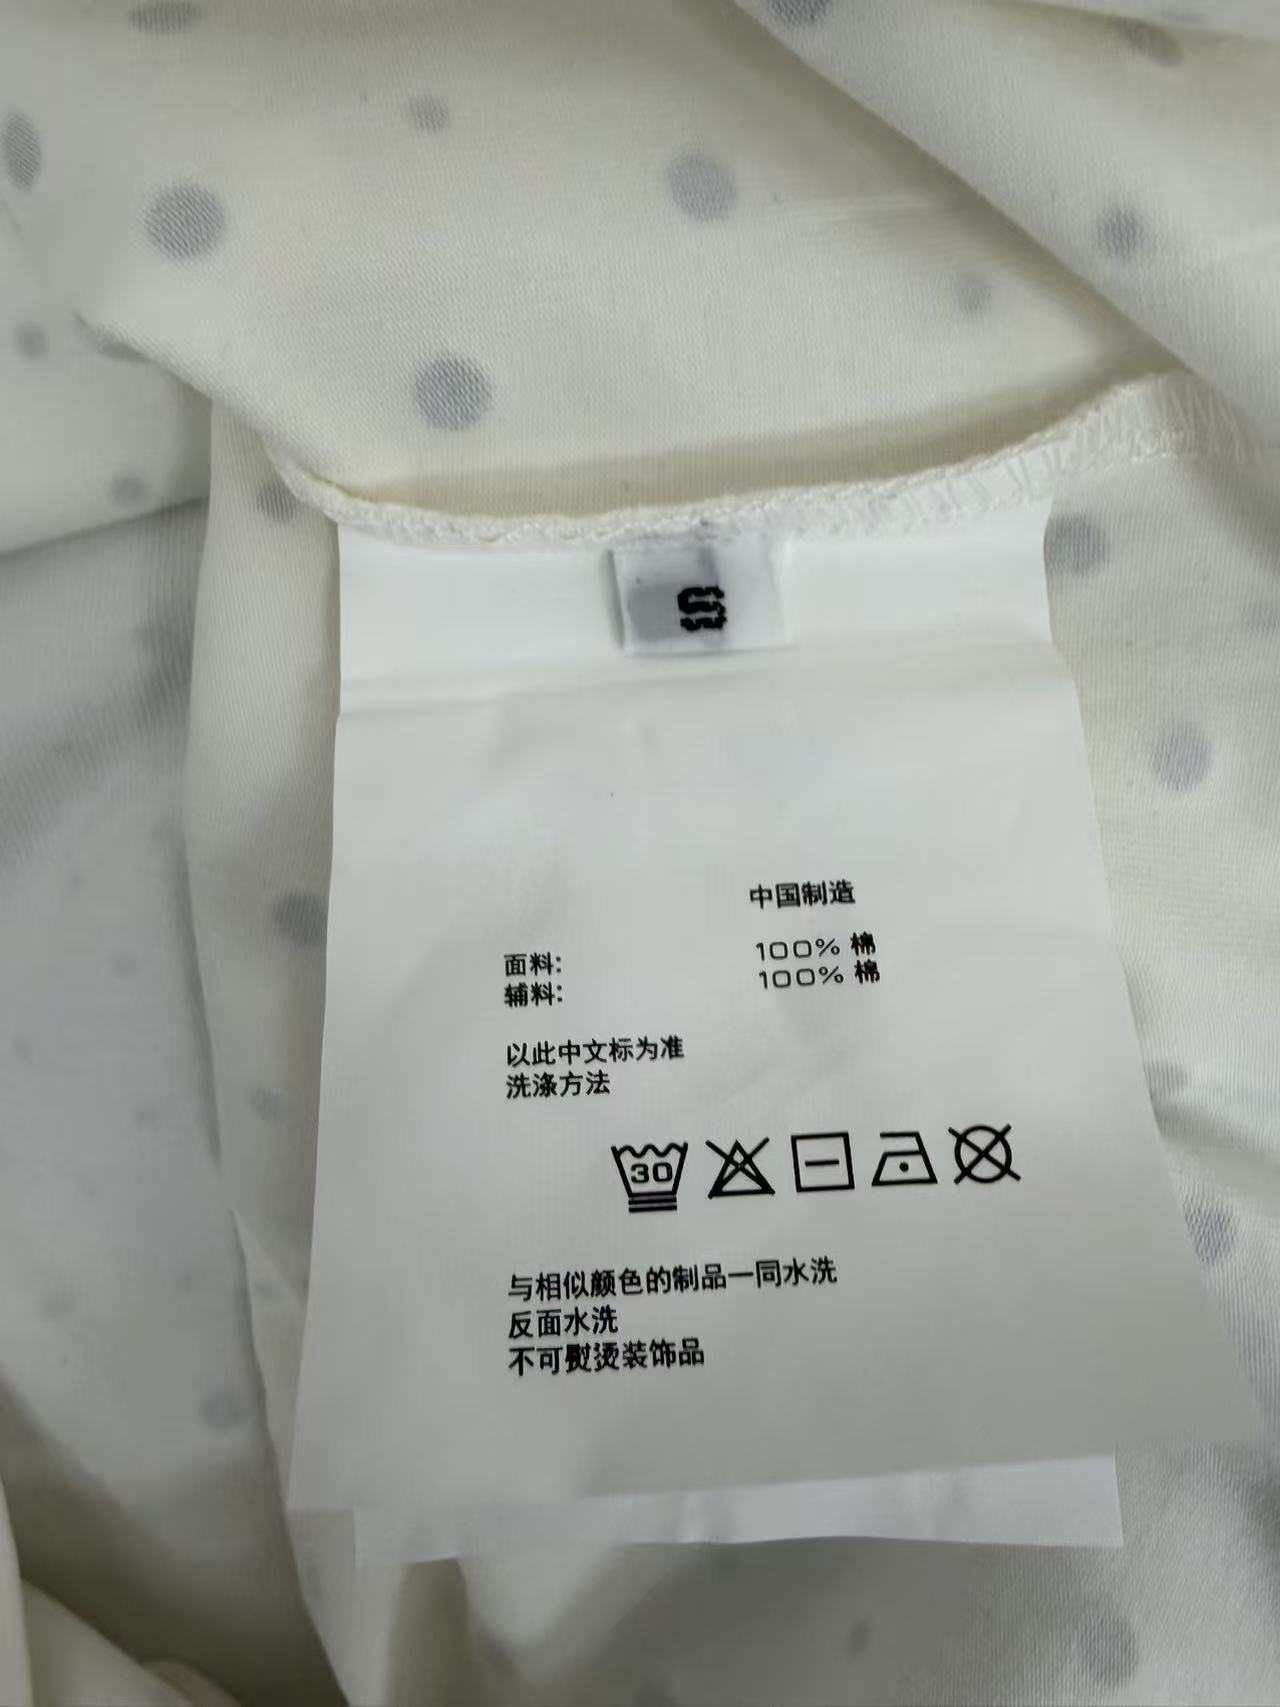 S
中国制造
面料: 100% 棉
辅料: 100% 棉
以此中文标为准
洗涤方法
30
与相似颜色的制品一同水洗
反面水洗
不可熨烫装饰品